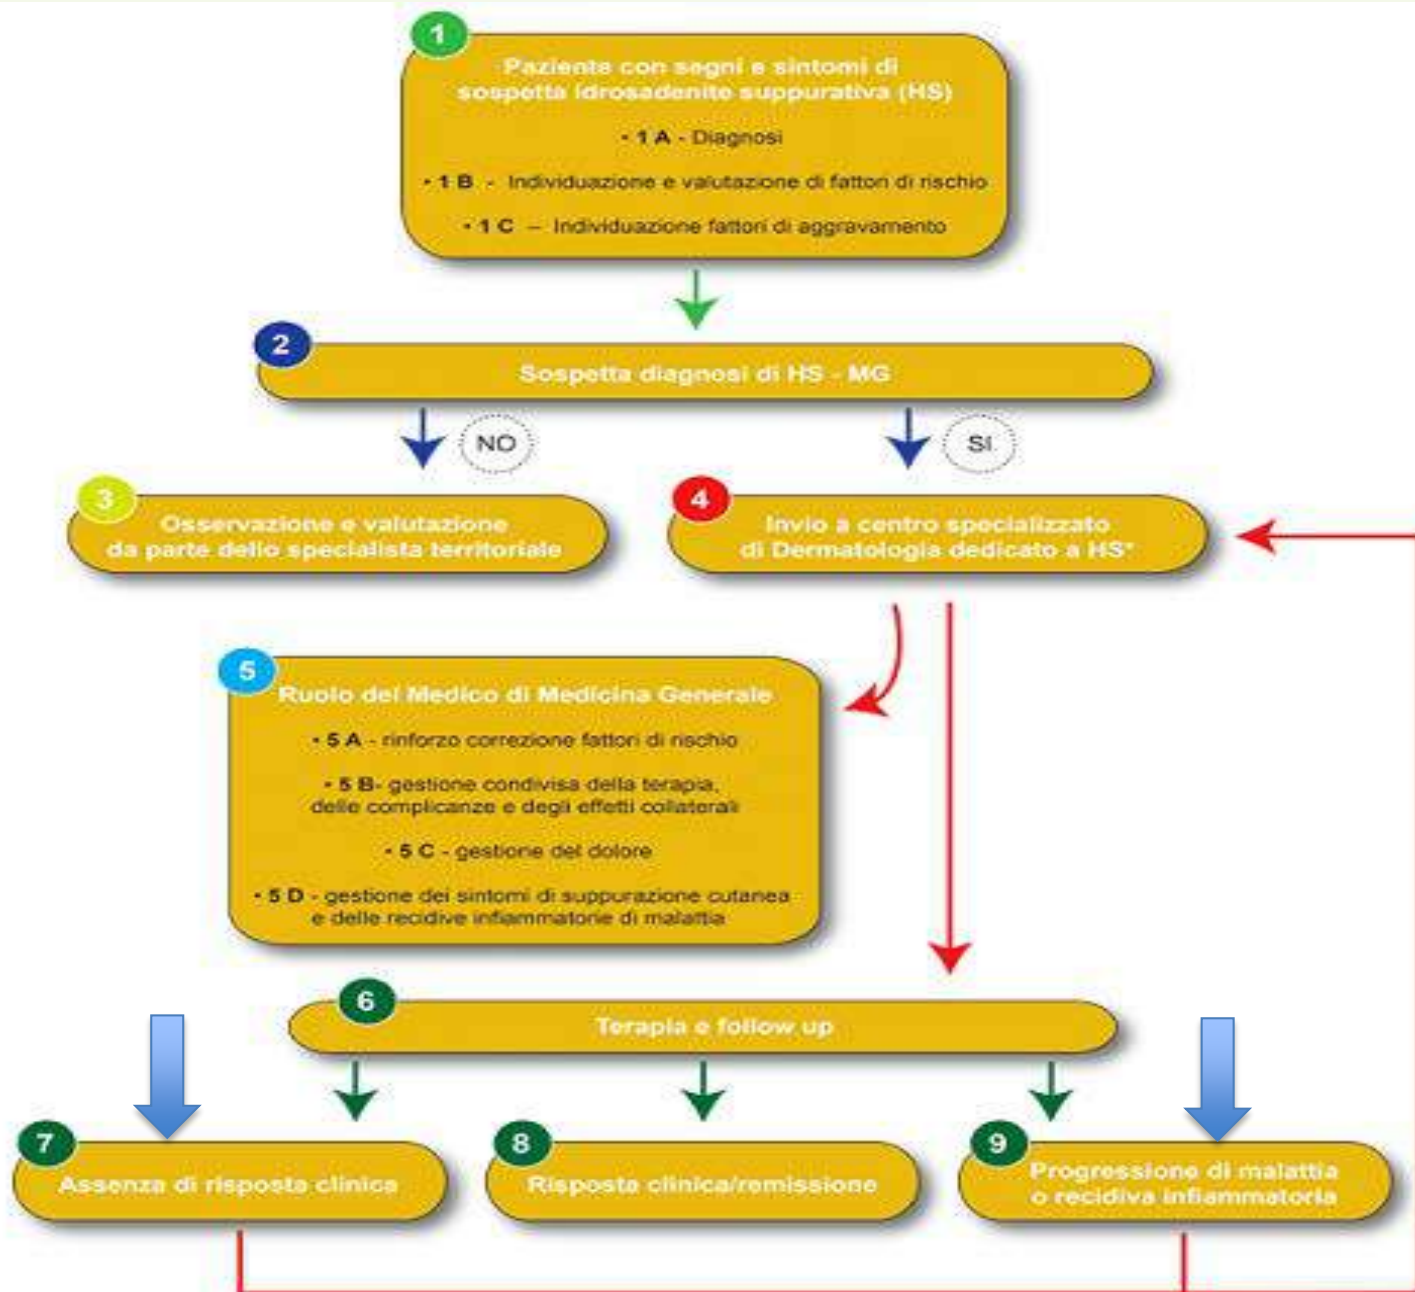 1
Paziente con segni e sintomi di
sospetta idrosadenite suppurativa (HS)
• 1 A - Diagnosi
• 1 B - Individuazione e valutazione di fattori di rischio
• 1 C – Individuazione fattori di aggravamento
2
Sospetta diagnosi di HS - MG
NO
SI
3
Osservazione e valutazione
da parte dello specialista territoriale
4
Invio a centro specializzato
di Dermatologia dedicato a HS*
5
Ruolo del Medico di Medicina Generale
• 5 A - rinforzo correzione fattori di rischio
• 5 B- gestione condivisa della terapia,
delle complicanze e degli effetti collaterali
• 5 C - gestione del dolore
• 5 D - gestione dei sintomi di suppurazione cutanea
e delle recidive infiammatorie di malattia
6
Terapia e follow up
7
Assenza di risposta clinica
8
Risposta clinica/remissione
9
Progressione di malattia
o recidiva infiammatoria